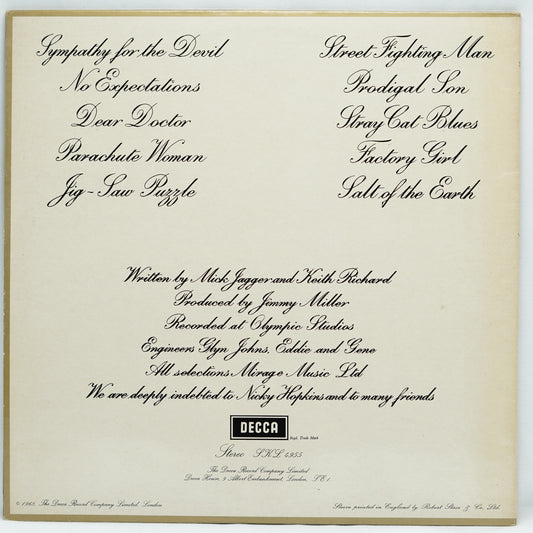 Sympathy for the Devil
No Expectations
Dear Doctor
Parachute Woman
Jig-Saw Puzzle
Street Fighting Man
Prodigal Son
Stray Cat Blues
Factory Girl
Salt of the Earth
Written by Mick Jagger and Keith Richard
Produced by Jimmy Miller
Recorded at Olympic Studios
Engineers Glyn Johns, Eddie and Gene
All selections Mirage Music Ltd
We are deeply indebted to Nicky Hopkins and to many friends
DECCA
Regd. Trade Mark
Stereo SKL 4955
The Decca Record Company Limited
Decca House, 9 Albert Embankment, London, S E 1
© 1968, The Decca Record Company Limited, London
Sleeve printed in England by Robert Stace & Co. Ltd.